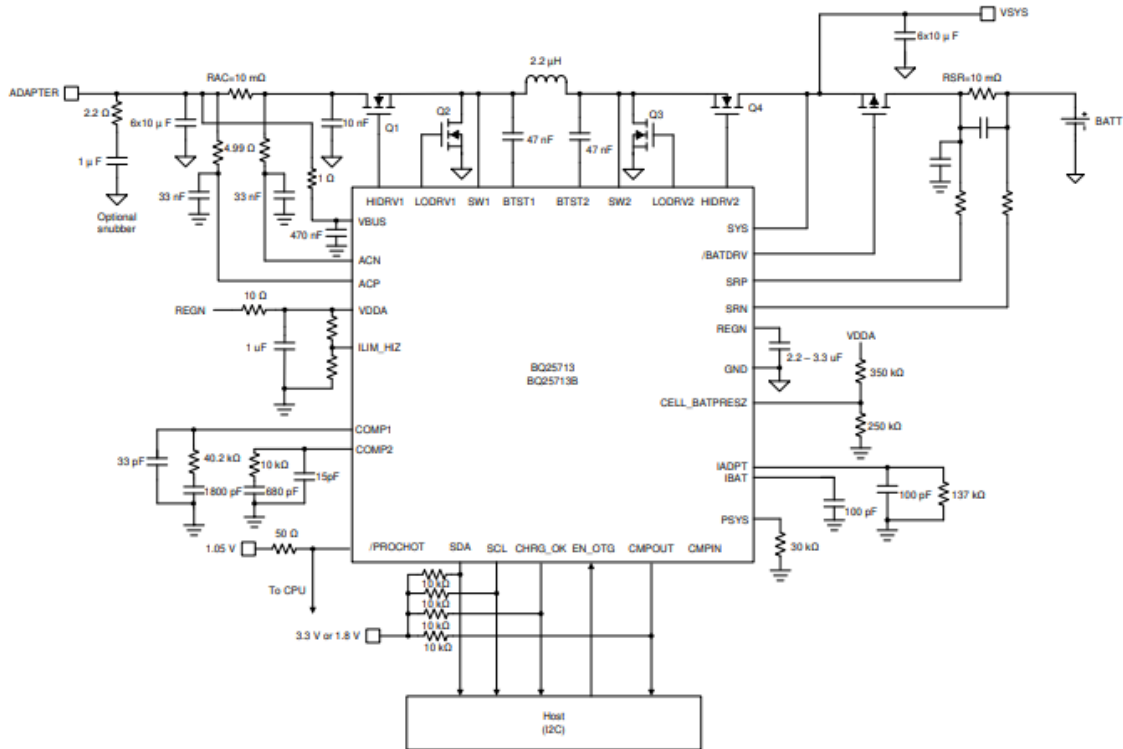 VSYS
6x10 µ F
2.2 µH
RAC=10 mΩ
RSR=10 mΩ
ADAPTER
2.2 Ω
6x10 µ F
10 nF
Q1
Q2
47 nF
47 nF
Q3
Q4
BATT
1 µ F
4.99 Ω
1 Ω
33 nF
33 nF
Optional
snubber
470 nF
HIDRV1
LODRV1
SW1
BTST1
BTST2
SW2
LODRV2
HIDRV2
VBUS
SYS
/BATDRV
ACN
ACP
SRP
SRN
REGN
10 Ω
VDDA
1 uF
ILIM_HIZ
REGN
2.2 – 3.3 uF
GND
VDDA
350 kΩ
BQ25713
BQ25713B
CELL_BATPRESZ
250 kΩ
COMP1
COMP2
33 pF
40.2 kΩ
10 kΩ
15pF
1800 pF
680 pF
IADPT
IBAT
100 pF
100 pF
137 kΩ
PSYS
30 kΩ
1.05 V
50 Ω
To CPU
/PROCHOT
SDA
SCL
CHRG_OK
EN_OTG
CMPOUT
CMPIN
10 kΩ
10 kΩ
10 kΩ
10 kΩ
3.3 V or 1.8 V
Host
(I2C)